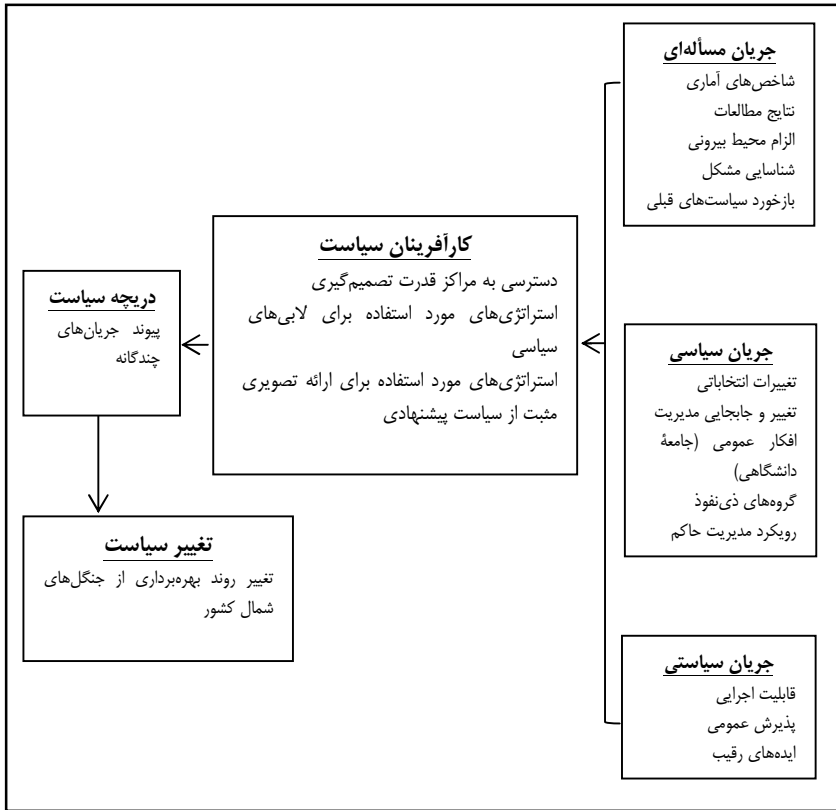 جریان مسأله‌ای
شاخص‌های آماری
نتایج مطالعات
الزام محیط بیرونی
شناسایی مشکل
بازخورد سیاست‌های قبلی
جریان سیاسی
تغییرات انتخاباتی
تغییر و جابجایی مدیریت
افکار عمومی (جامعهٔ
دانشگاهی)
گروه‌های ذی‌نفوذ
رویکرد مدیریت حاکم
جریان سیاستی
قابلیت اجرایی
پذیرش عمومی
ایده‌های رقیب
کارآفرینان سیاست
دسترسی به مراکز قدرت تصمیم‌گیری
استراتژی‌های مورد استفاده برای لابی‌های
سیاسی
استراتژی‌های مورد استفاده برای ارائه تصویری
مثبت از سیاست پیشنهادی
دریچه سیاست
پیوند جریان‌های
چندگانه
تغییر سیاست
تغییر روند بهره‌برداری از جنگل‌های
شمال کشور